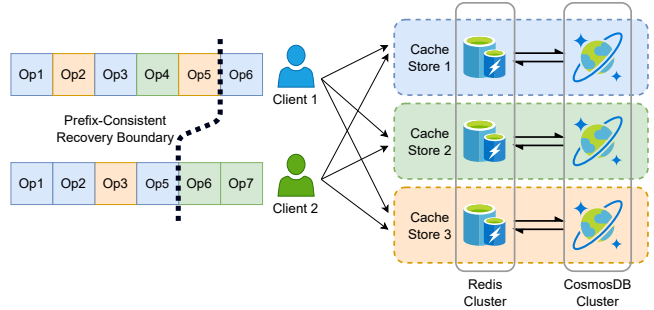 Op1 Op2 Op3 Op4 Op5 Op6
Prefix-Consistent
Recovery Boundary
Op1 Op2 Op3 Op5 Op6 Op7
Client 1
Client 2
Cache
Store 1
Cache
Store 2
Cache
Store 3
Redis
Cluster
CosmosDB
Cluster